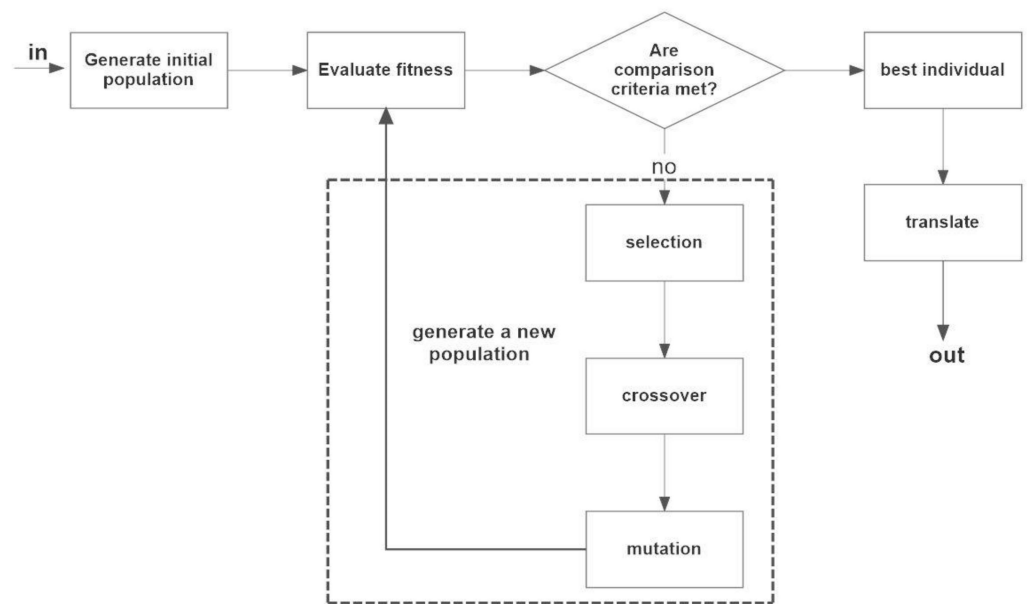 in
Generate initial
population
Evaluate fitness
Are
comparison
criteria met?
best individual
no
selection
translate
generate a new
population
out
crossover
mutation